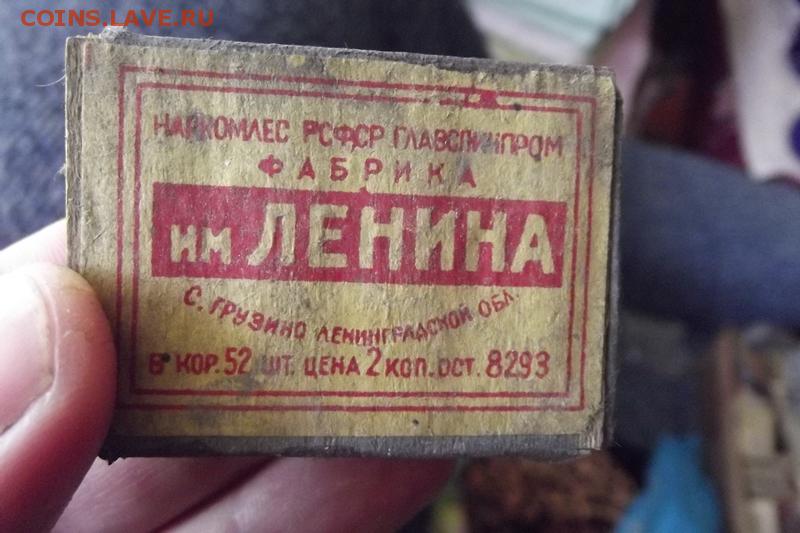 COINS.LAVE.RU
НАРКОМЛЕС РСФСР ГЛАВСПИЧПРОМ
ФАБРИКА
ИМ ЛЕНИНА
С. ГРУЗИНО ЛЕНИНГРАДСКОЙ ОБЛ.
В КОР. 52 ШТ. ЦЕНА 2 КОП. ОСТ. 8293